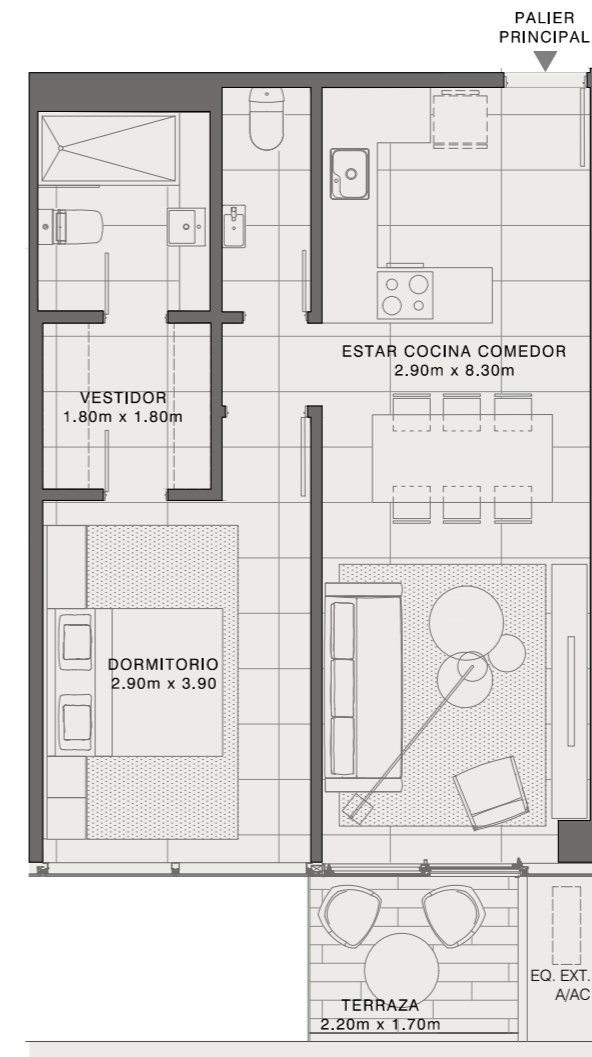 PALIER
PRINCIPAL
ESTAR COCINA COMEDOR
2.90m x 8.30m
VESTIDOR
1.80m x 1.80m
DORMITORIO
2.90m x 3.90
EQ. EXT.
A/AC
TERRAZA
2.20m x 1.70m